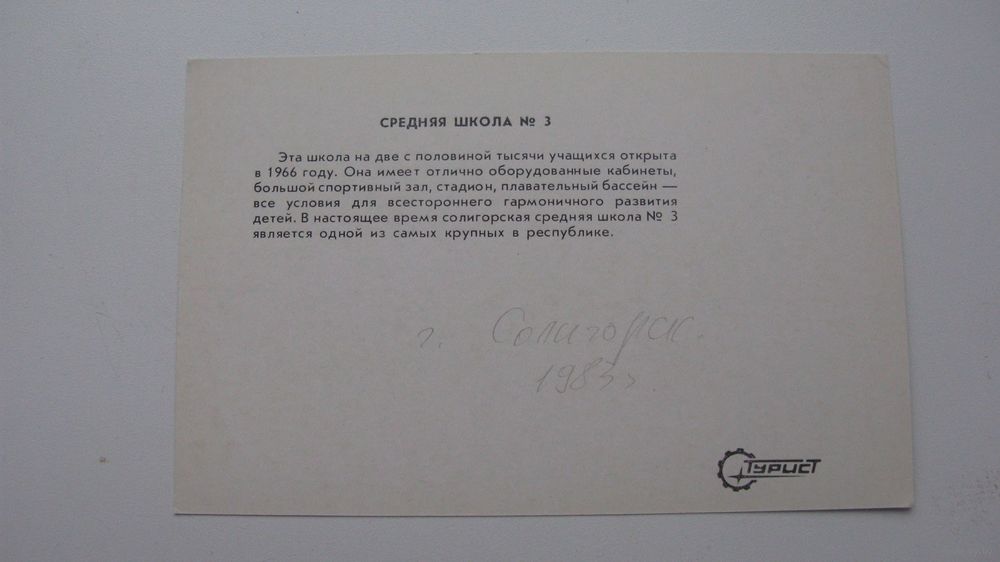 СРЕДНЯЯ ШКОЛА № 3
Эта школа на две с половиной тысячи учащихся открыта
в 1966 году. Она имеет отлично оборудованные кабинеты,
большой спортивный зал, стадион, плавательный бассейн —
все условия для всестороннего гармоничного развития
детей. В настоящее время солигорская средняя школа № 3
является одной из самых крупных в республике.
г. Солигорск.
1983 г.
ТУРИСТ